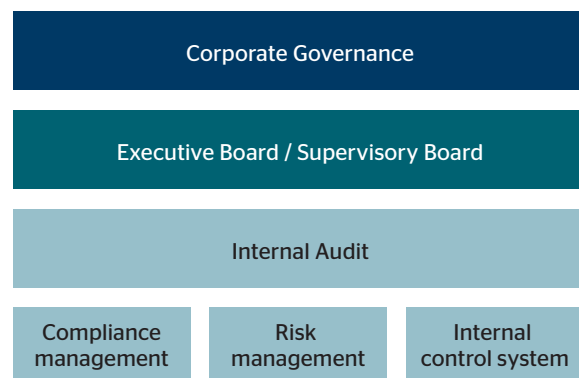 Corporate Governance
Executive Board / Supervisory Board
Internal Audit
Compliance
management
Risk
management
Internal
control system